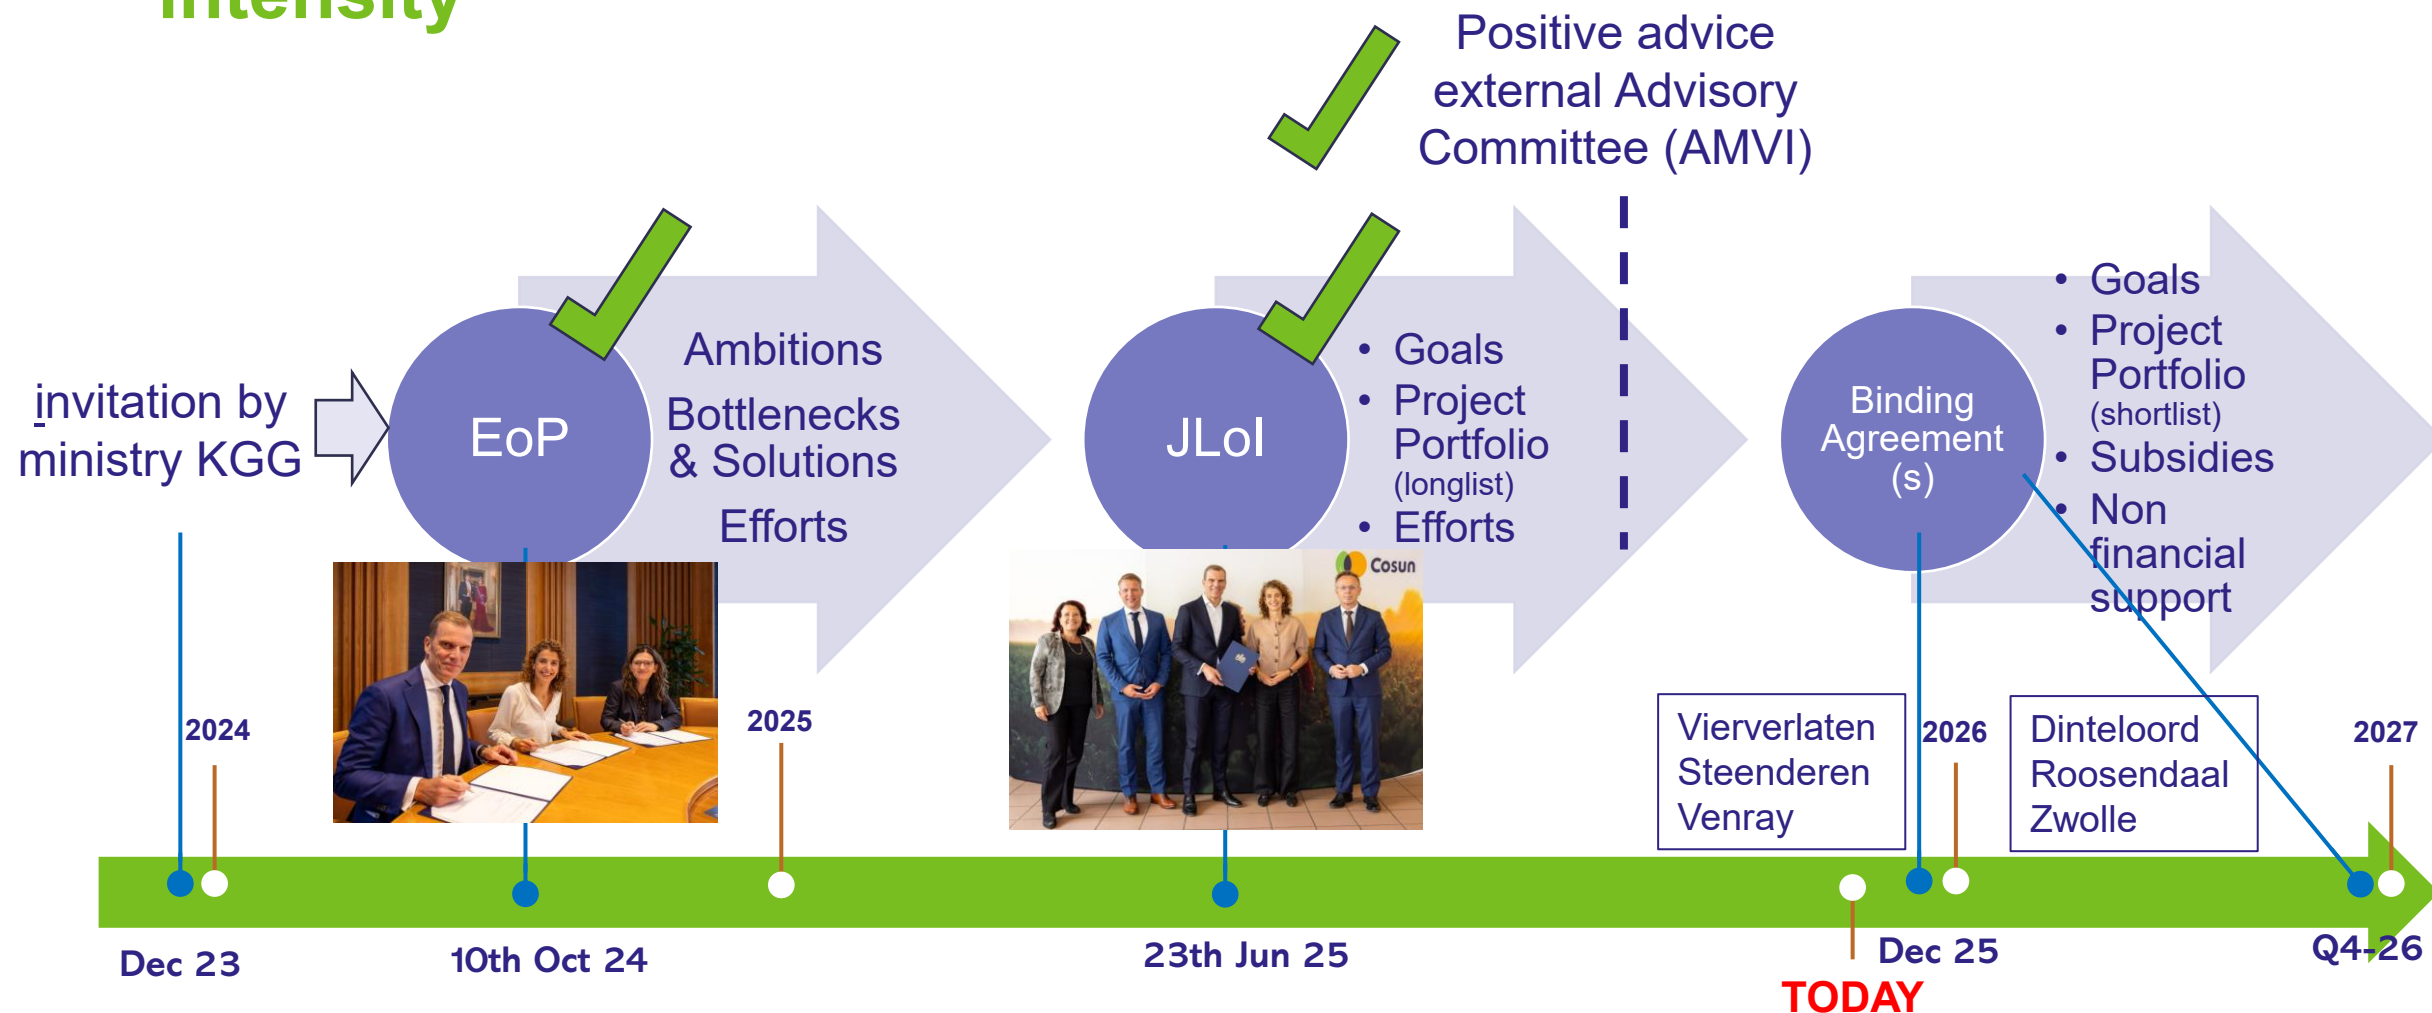 intensity
Positive advice
external Advisory
Committee (AMVI)
invitation by
ministry KGG
EoP
Ambitions
Bottlenecks
& Solutions
Efforts
JLoI
• Goals
• Project
Portfolio
(longlist)
• Efforts
Binding
Agreement
(s)
• Goals
• Project
Portfolio
(shortlist)
• Subsidies
• Non
financial
support
Cosun
2024
2025
Vierverlaten
Steenderen
Venray
2026
Dinteloord
Roosendaal
Zwolle
2027
Dec 23
10th Oct 24
23th Jun 25
Dec 25
Q4-26
TODAY